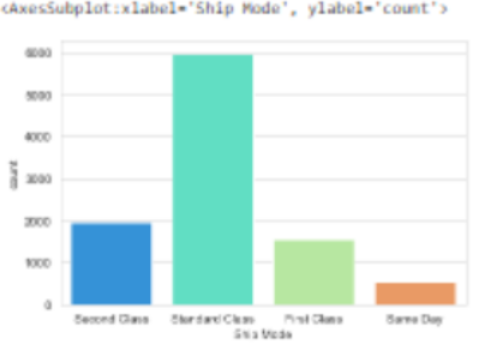 <AxesSubplot:xlabel='Ship Mode', ylabel='count'>
6000
5000
4000
3000
2000
1000
0
count
Second Class Standard Class First Class Same Day
Ship Mode